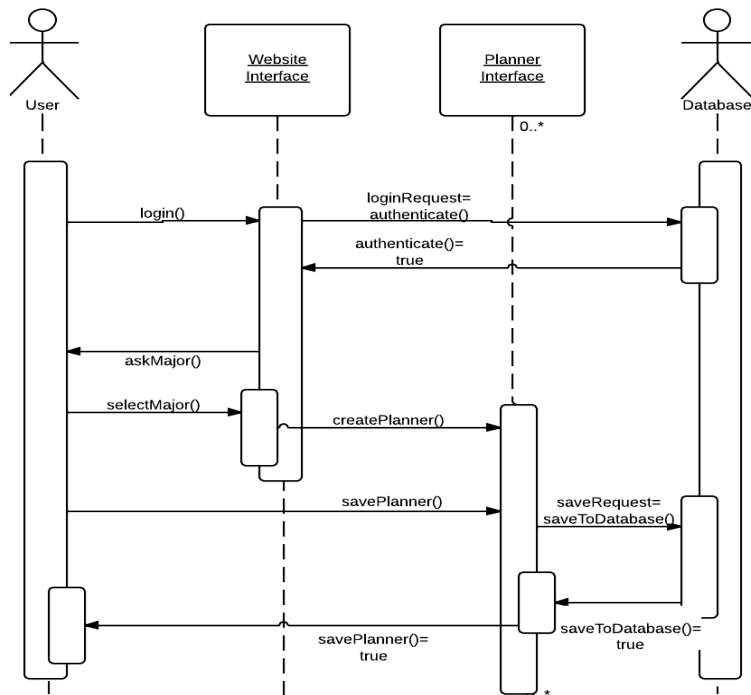 Website
Interface
Planner
Interface
User
Database
0..*
login()
loginRequest=
authenticate()
authenticate()=
true
askMajor()
selectMajor()
createPlanner()
savePlanner()
saveRequest=
saveToDatabase()
saveToDatabase()=
true
savePlanner()=
true
*